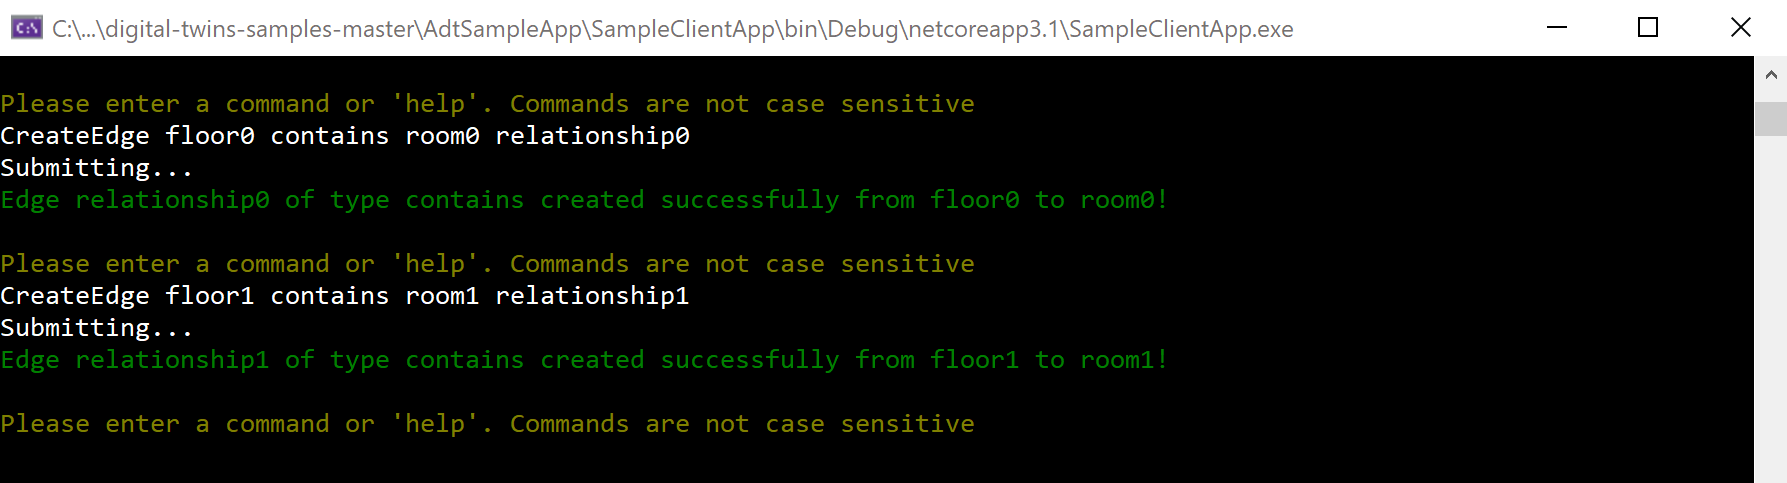 C:\...\digital-twins-samples-master\AdtSampleApp\SampleClientApp\bin\Debug\netcoreapp3.1\SampleClientApp.exe
Please enter a command or 'help'. Commands are not case sensitive
CreateEdge floor0 contains room0 relationship0
Submitting...
Edge relationship0 of type contains created successfully from floor0 to room0!
Please enter a command or 'help'. Commands are not case sensitive
CreateEdge floor1 contains room1 relationship1
Submitting...
Edge relationship1 of type contains created successfully from floor1 to room1!
Please enter a command or 'help'. Commands are not case sensitive